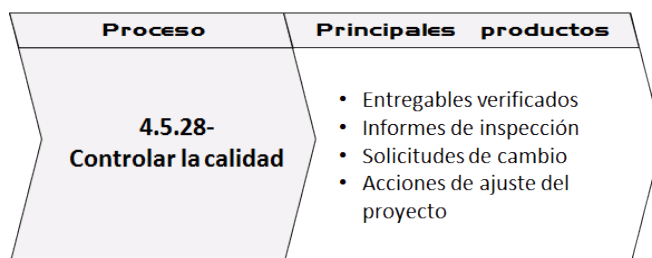 Proceso
Principales productos
4.5.28-
Controlar la calidad
• Entregables verificados
• Informes de inspección
• Solicitudes de cambio
• Acciones de ajuste del
proyecto